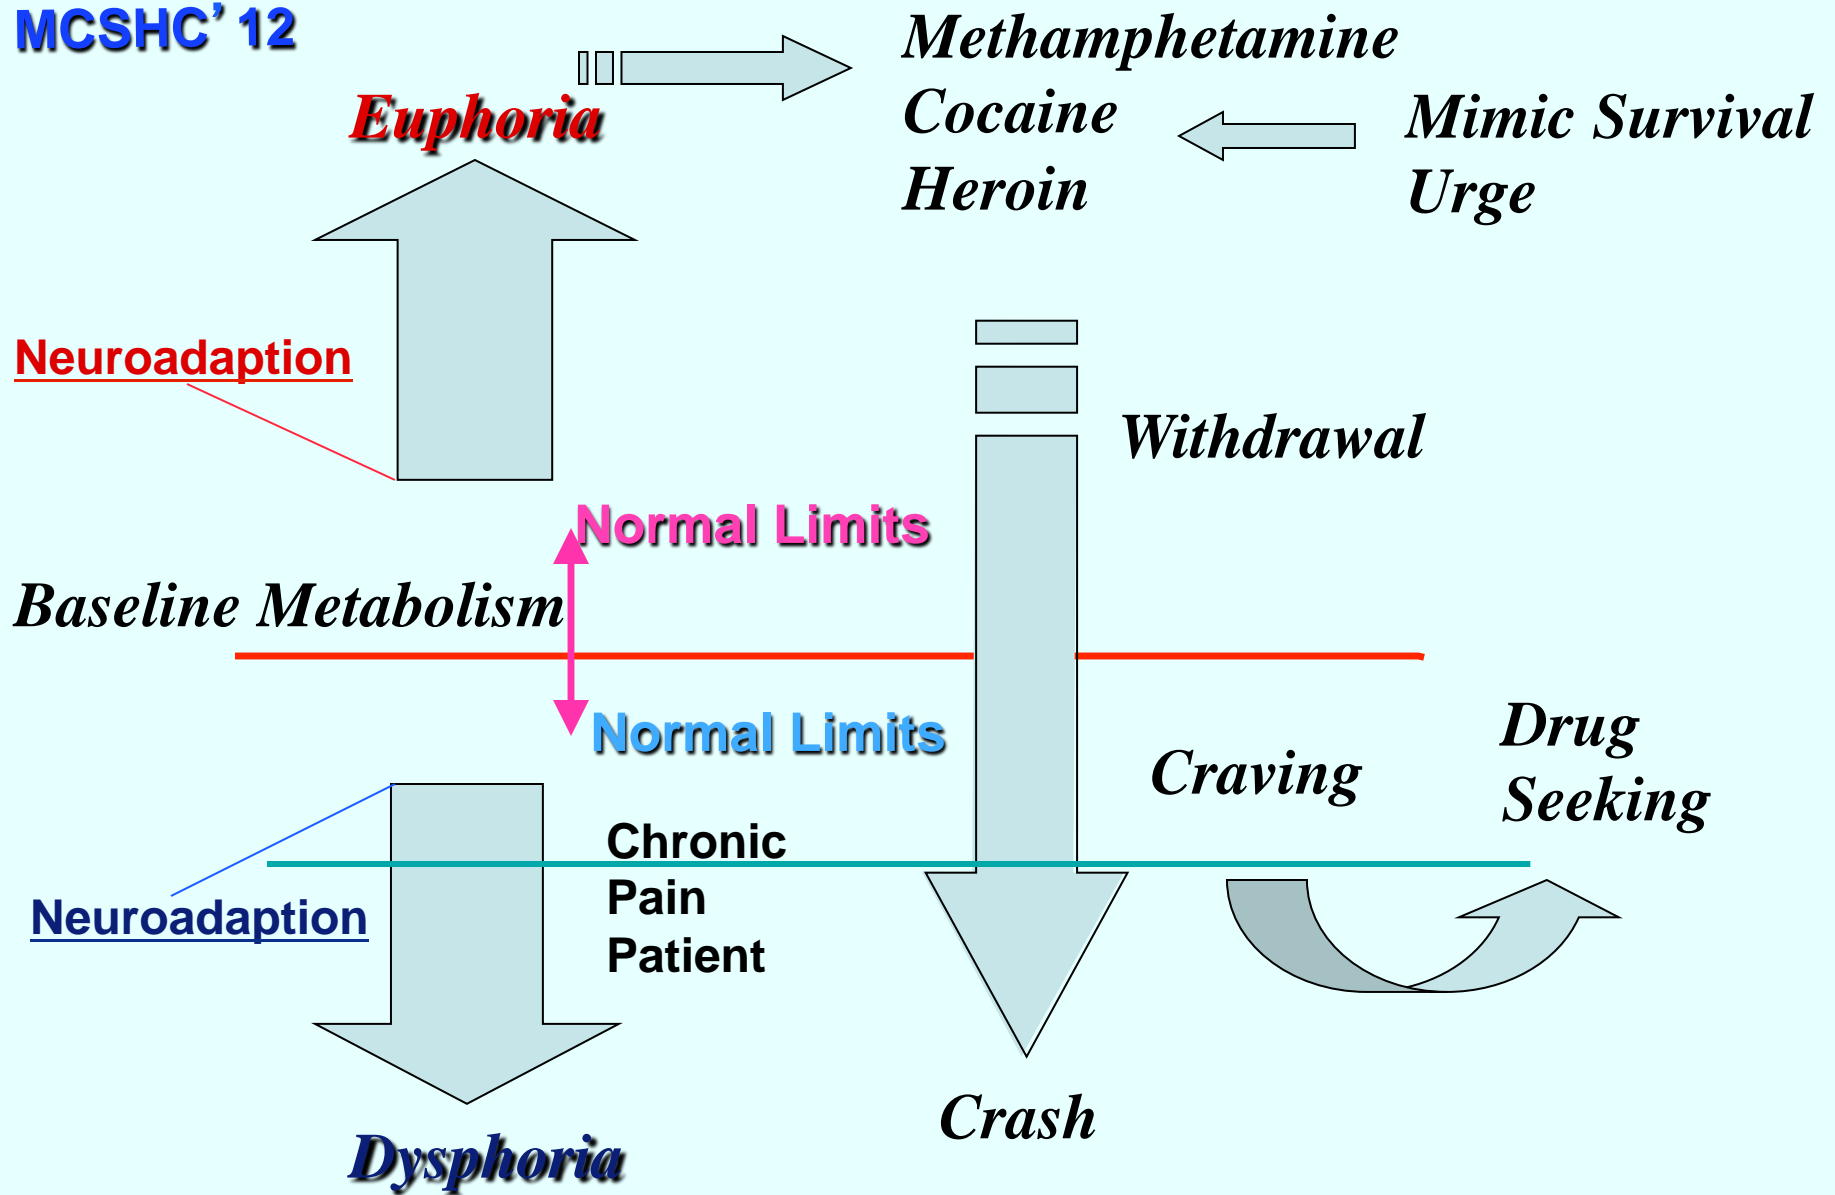 MCSHC’12
Methamphetamine
Cocaine
Heroin
Euphoria
Mimic Survival
Urge
Neuroadaption
Withdrawal
Normal Limits
Baseline Metabolism
Normal Limits
Craving
Drug
Seeking
Chronic
Pain
Patient
Neuroadaption
Crash
Dysphoria